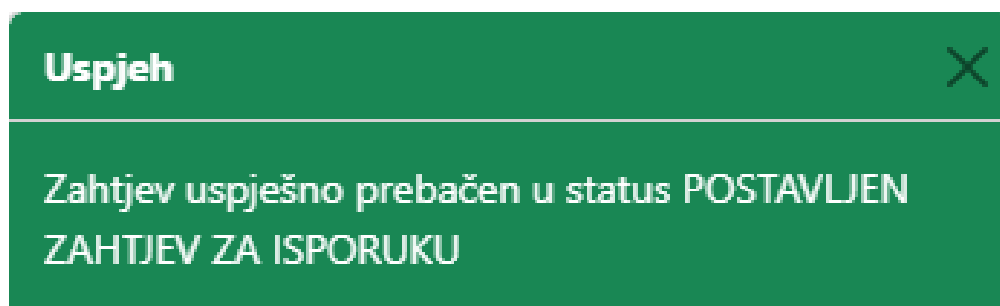 Uspjeh
Zahtjev uspješno prebačen u status POSTAVLJEN
ZAHTJEV ZA ISPORUKU